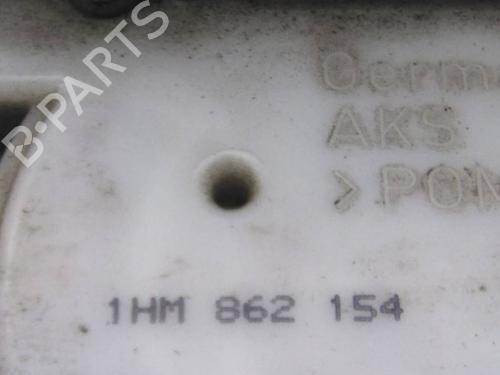 B-PARTS
Germ
AKS
>POM
1HM 862 154